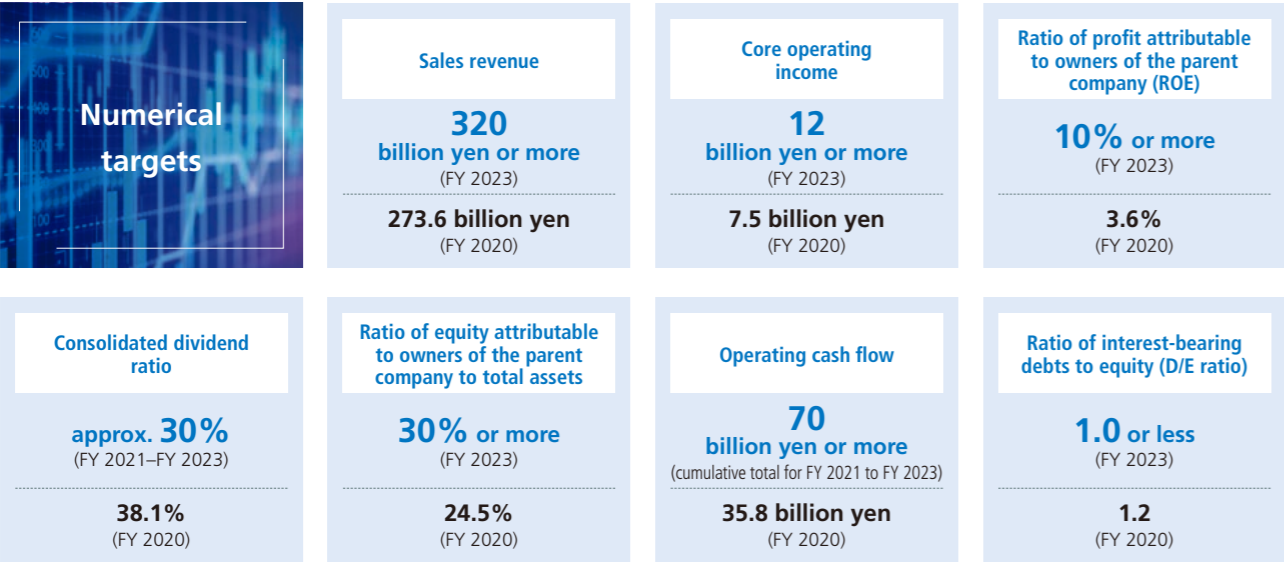 Numerical
targets
Sales revenue
320
billion yen or more
(FY 2023)
273.6 billion yen
(FY 2020)
Core operating
income
12
billion yen or more
(FY 2023)
7.5 billion yen
(FY 2020)
Ratio of profit attributable
to owners of the parent
company (ROE)
10% or more
(FY 2023)
3.6%
(FY 2020)
Consolidated dividend
ratio
approx. 30%
(FY 2021–FY 2023)
38.1%
(FY 2020)
Ratio of equity attributable
to owners of the parent
company to total assets
30% or more
(FY 2023)
24.5%
(FY 2020)
Operating cash flow
70
billion yen or more
(cumulative total for FY 2021 to FY 2023)
35.8 billion yen
(FY 2020)
Ratio of interest-bearing
debts to equity (D/E ratio)
1.0 or less
(FY 2023)
1.2
(FY 2020)